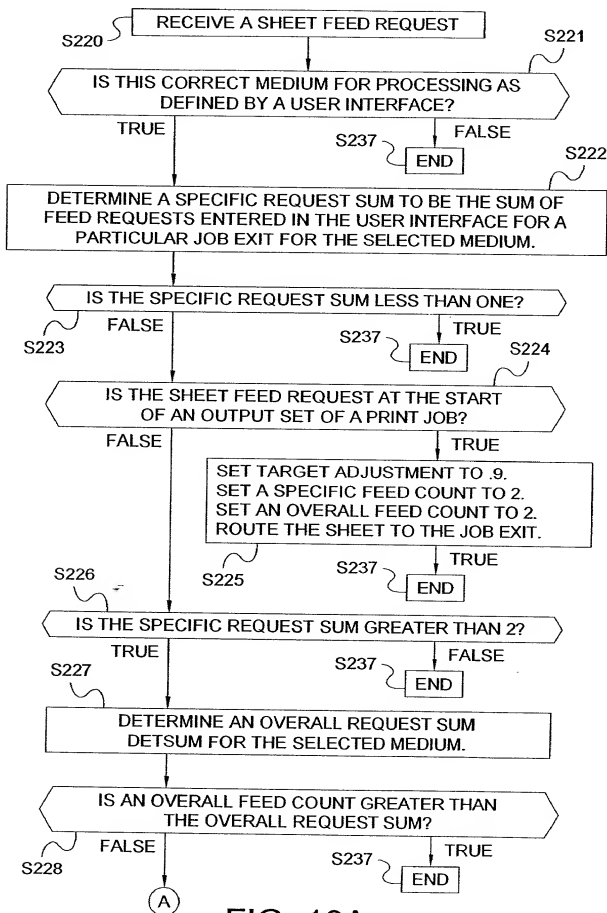 RECEIVE A SHEET FEED REQUEST
S220
S221
IS THIS CORRECT MEDIUM FOR PROCESSING AS
DEFINED BY A USER INTERFACE?
TRUE
FALSE
S237
END
S222
DETERMINE A SPECIFIC REQUEST SUM TO BE THE SUM OF
FEED REQUESTS ENTERED IN THE USER INTERFACE FOR A
PARTICULAR JOB EXIT FOR THE SELECTED MEDIUM.
IS THE SPECIFIC REQUEST SUM LESS THAN ONE?
S223
FALSE
TRUE
S237
END
S224
IS THE SHEET FEED REQUEST AT THE START
OF AN OUTPUT SET OF A PRINT JOB?
FALSE
TRUE
SET TARGET ADJUSTMENT TO .9.
SET A SPECIFIC FEED COUNT TO 2.
SET AN OVERALL FEED COUNT TO 2.
ROUTE THE SHEET TO THE JOB EXIT.
S225
TRUE
S237
END
S226
IS THE SPECIFIC REQUEST SUM GREATER THAN 2?
TRUE
FALSE
S237
END
S227
DETERMINE AN OVERALL REQUEST SUM
DETSUM FOR THE SELECTED MEDIUM.
IS AN OVERALL FEED COUNT GREATER THAN
THE OVERALL REQUEST SUM?
S228
FALSE
TRUE
S237
END
A